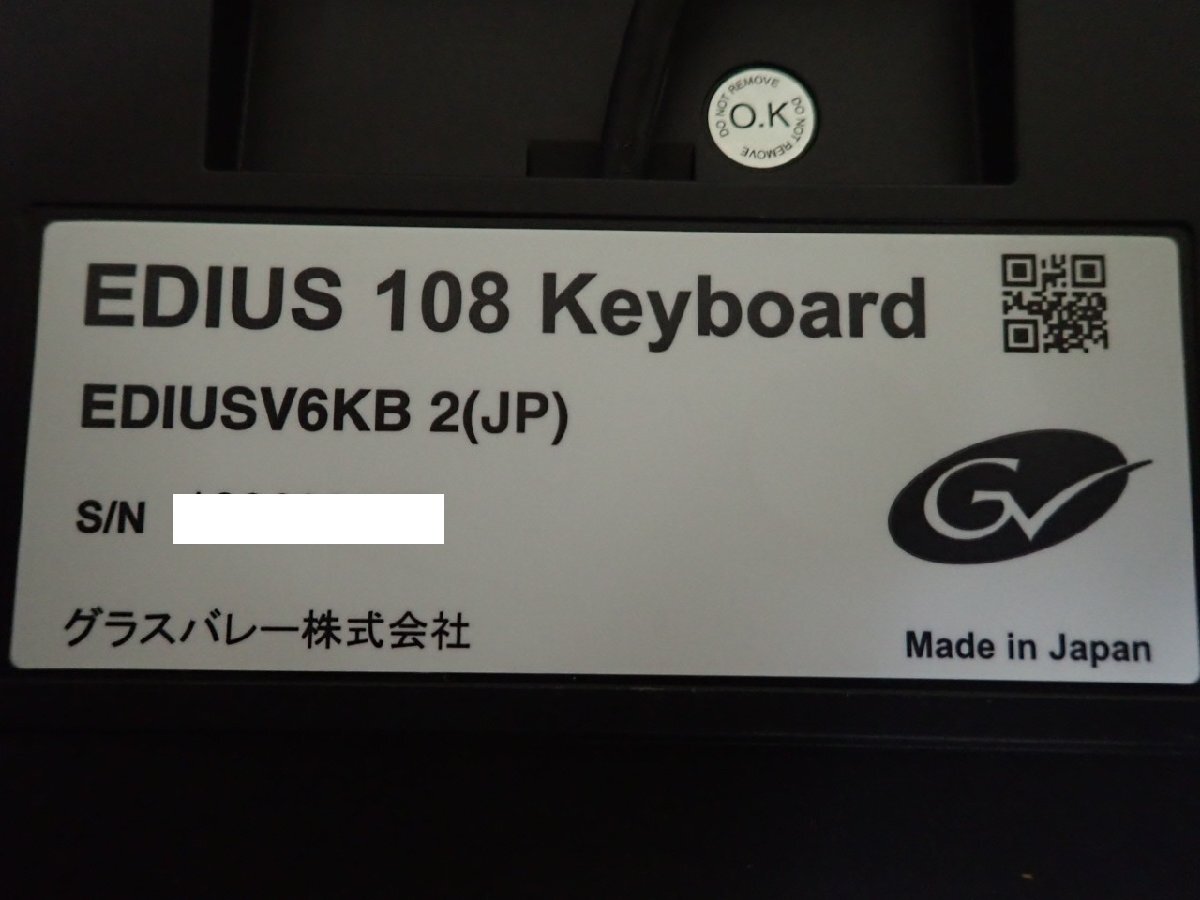 DO NOT REMOVE
O.K
DO NOT REMOVE
EDIUS 108 Keyboard
EDIUSV6KB 2(JP)
S/N
GV
グラスバレー株式会社
Made in Japan